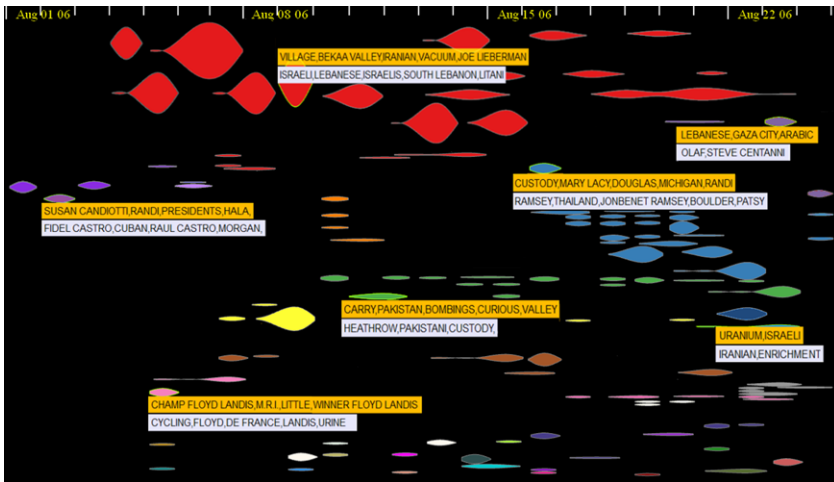 Aug 01 06 Aug 08 06 Aug 15 06 Aug 22 06
VILLAGE,BEKAA VALLEY,IRANIAN,VACUUM,JOE LIEBERMAN
ISRAELI,LEBANESE,ISRAELIS,SOUTH LEBANON,LITANI
LEBANESE,GAZA CITY,ARABIC
OLAF,STEVE CENTANNI
CUSTODY,MARY LACY,DOUGLAS,MICHIGAN,RANDI
RAMSEY,THAILAND,JONBENET RAMSEY,BOULDER,PATSY
SUSAN CANDIOTTI,RANDI,PRESIDENTS,HALA,
FIDEL CASTRO,CUBAN,RAUL CASTRO,MORGAN,
CARRY,PAKISTAN,BOMBINGS,CURIOUS,VALLEY
HEATHROW,PAKISTANI,CUSTODY,
URANIUM,ISRAELI
IRANIAN,ENRICHMENT
CHAMP FLOYD LANDIS,M.R.I.,LITTLE, WINNER FLOYD LANDIS
CYCLING,FLOYD,DE FRANCE,LANDIS,URINE